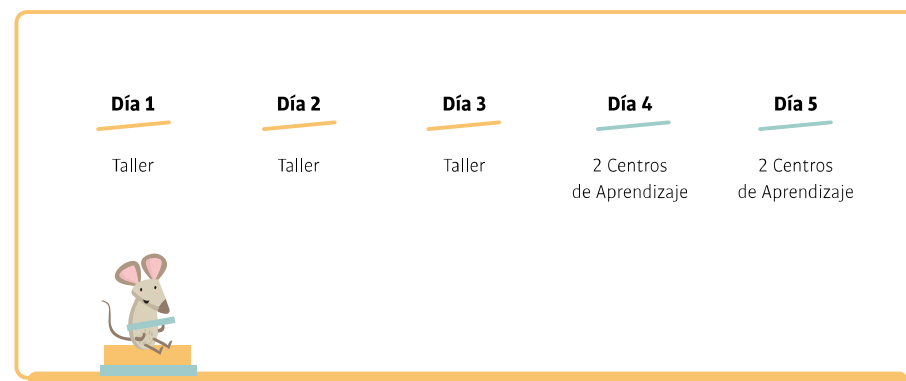 Día 1
Taller
Día 2
Taller
Día 3
Taller
Día 4
2 Centros
de Aprendizaje
Día 5
2 Centros
de Aprendizaje